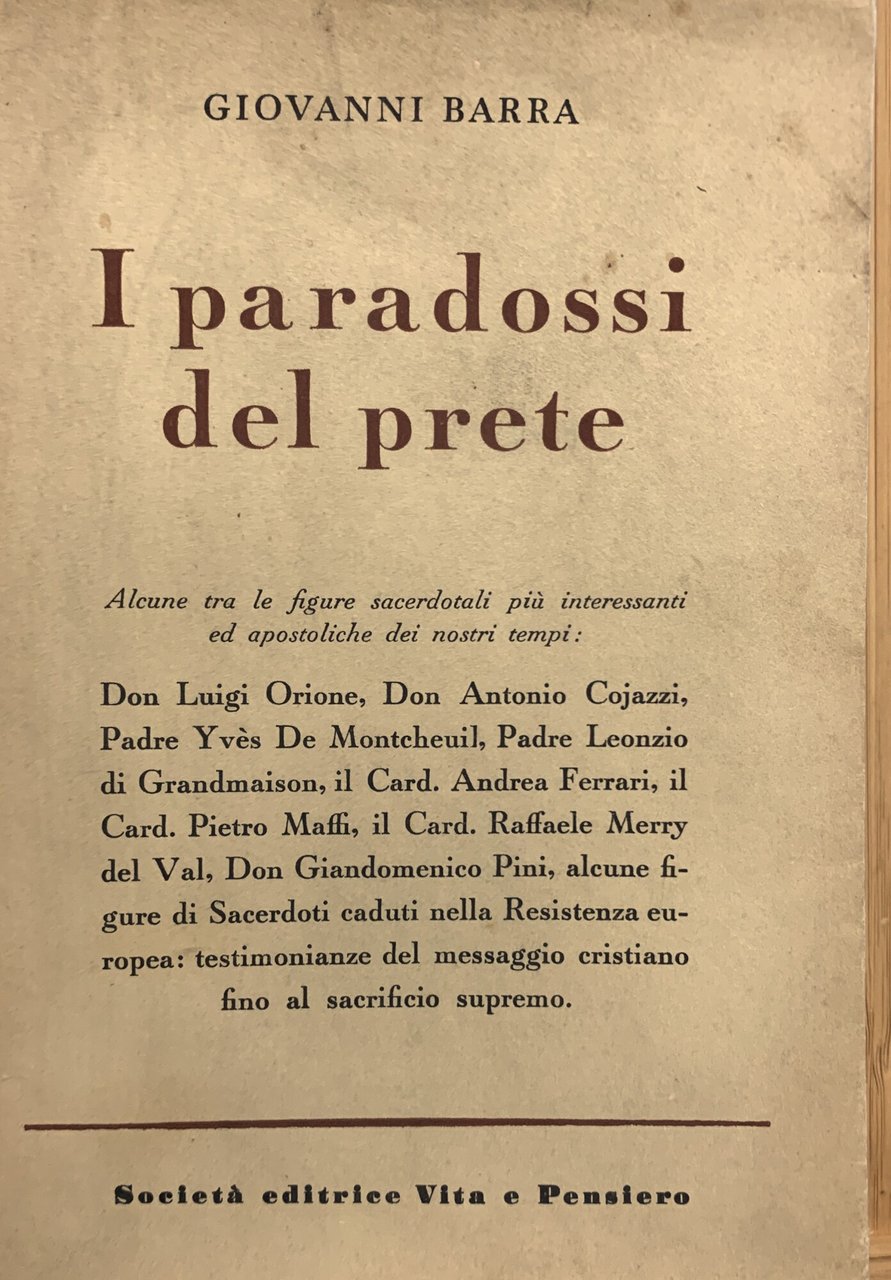 GIOVANNI BARRA
I paradossi
del prete
Alcune tra le figure sacerdotali più interessanti
ed apostoliche dei nostri tempi:
Don Luigi Orione, Don Antonio Cojazzi,
Padre Yvès De Montcheuil, Padre Leonzio
di Grandmaison, il Card. Andrea Ferrari, il
Card. Pietro Maffi, il Card. Raffaele Merry
del Val, Don Giandomenico Pini, alcune fi-
gure di Sacerdoti caduti nella Resistenza eu-
ropea: testimonianze del messaggio cristiano
fino al sacrificio supremo.
Società editrice Vita e Pensiero